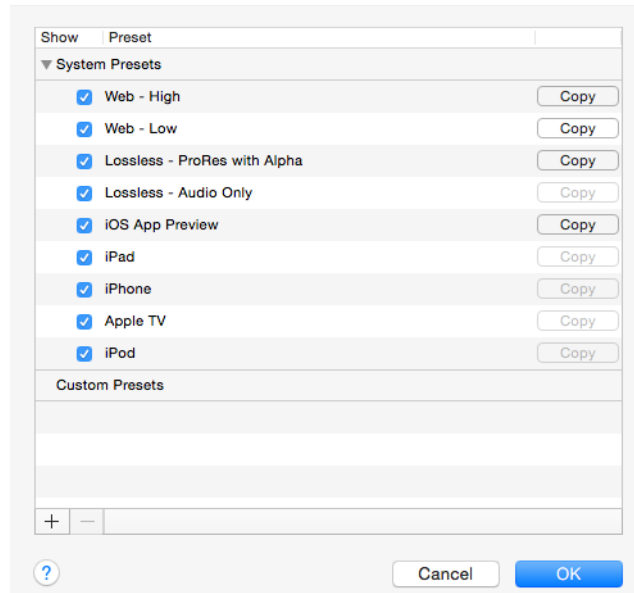 Show Preset
System Presets
Web - High Copy
Web - Low Copy
Lossless - ProRes with Alpha Copy
Lossless - Audio Only Copy
iOS App Preview Copy
iPad Copy
iPhone Copy
Apple TV Copy
iPod Copy
Custom Presets
+ −
? Cancel OK